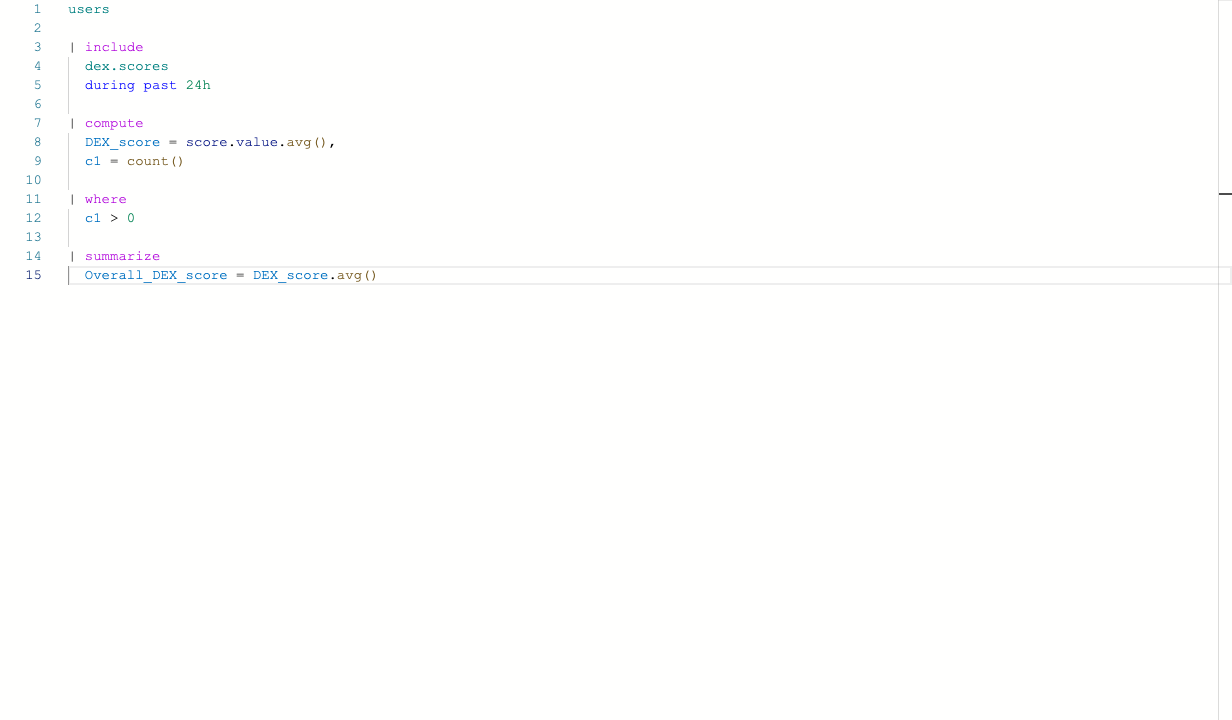 1 users
2
3 | include
4 dex.scores
5 during past 24h
6
7 | compute
8 DEX_score = score.value.avg(),
9 c1 = count()
10
11 | where
12 c1 > 0
13
14 | summarize
15 Overall_DEX_score = DEX_score.avg()